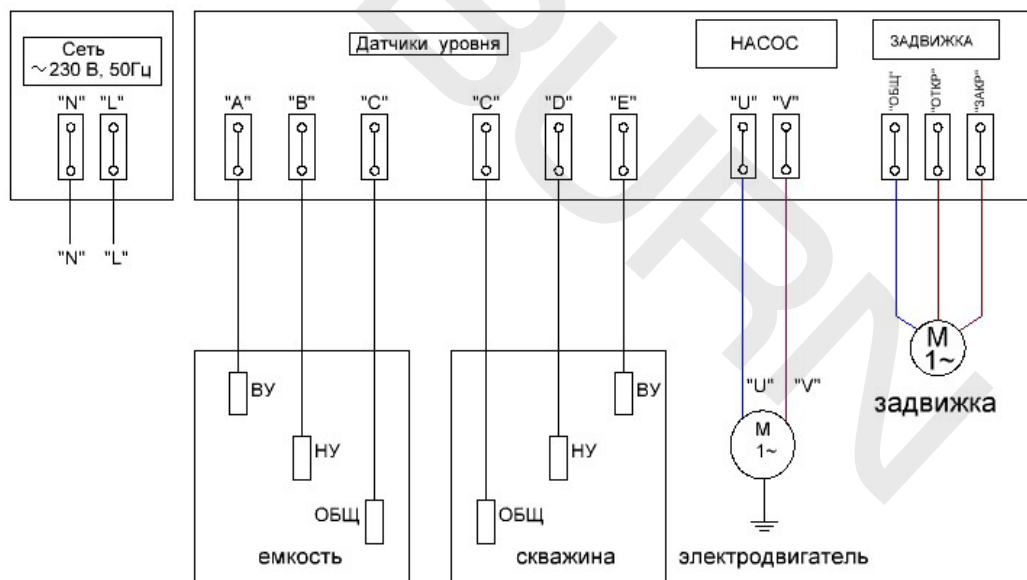 Сеть
~230 В, 50Гц
Датчики уровня
НАСОС
ЗАДВИЖКА
"N" "L"
"A" "B" "C" "C" "D" "E" "U" "V"
"ОБЩ" "ОТКР" "ЗАКР"
"N" "L"
ВУ
НУ
ОБЩ
емкость
ВУ
НУ
ОБЩ
скважина
"U" "V"
М
1~
электродвигатель
М
1~
задвижка
BURN